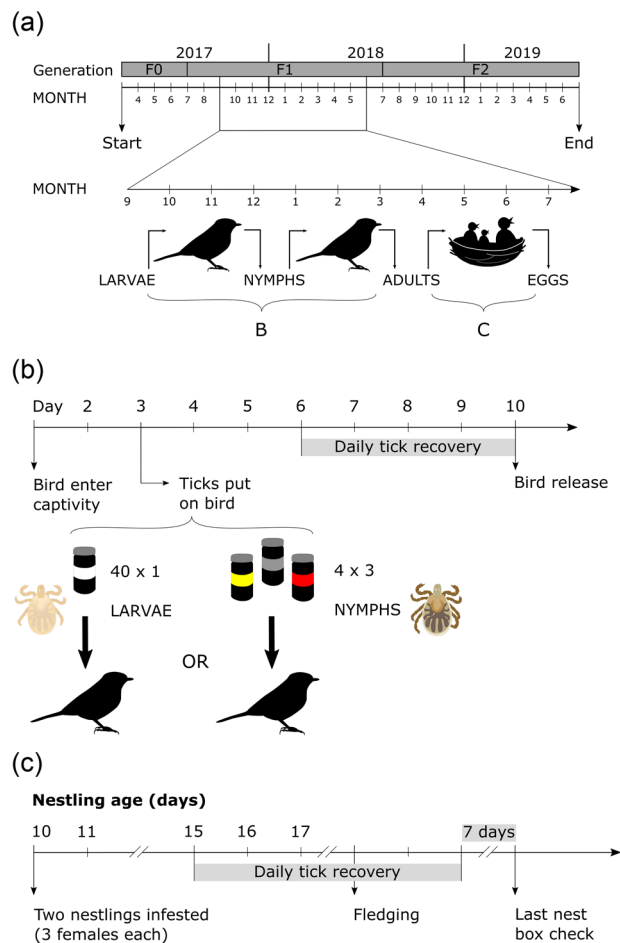 (a)
2017 2018 2019
Generation F0 F1 F2
MONTH 4 5 6 7 8 10 11 12 1 2 3 4 5 7 8 9 10 11 12 1 2 3 4 5 6
Start End
MONTH
9 10 11 12 1 2 3 4 5 6 7
LARVAE NYMPHS ADULTS EGGS
B C
(b)
Day 2 3 4 5 6 7 8 9 10
Daily tick recovery
Bird enter
captivity
Ticks put
on bird
Bird release
40 x 1
LARVAE
4 x 3
NYMPHS
OR
(c)
Nestling age (days)
10 11 15 16 17 7 days
Daily tick recovery
Two nestlings infested
(3 females each)
Fledging
Last nest
box check